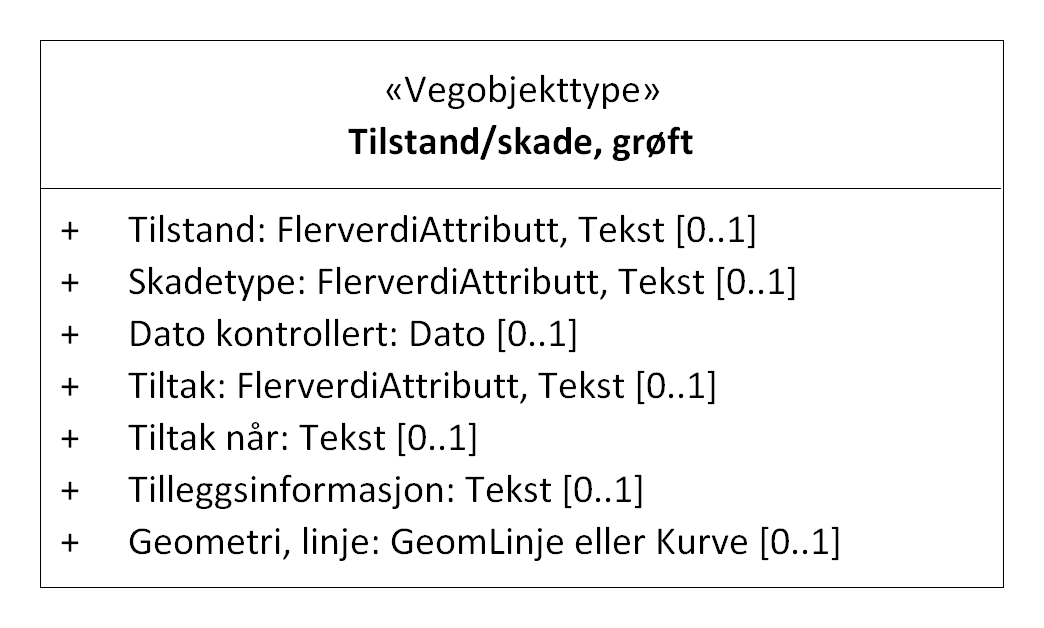 «Vegobjekttype»
Tilstand/skade, grøft
+ Tilstand: FlerverdiAttributt, Tekst [0..1]
+ Skadetype: FlerverdiAttributt, Tekst [0..1]
+ Dato kontrollert: Dato [0..1]
+ Tiltak: FlerverdiAttributt, Tekst [0..1]
+ Tiltak når: Tekst [0..1]
+ Tilleggsinformasjon: Tekst [0..1]
+ Geometri, linje: GeomLinje eller Kurve [0..1]